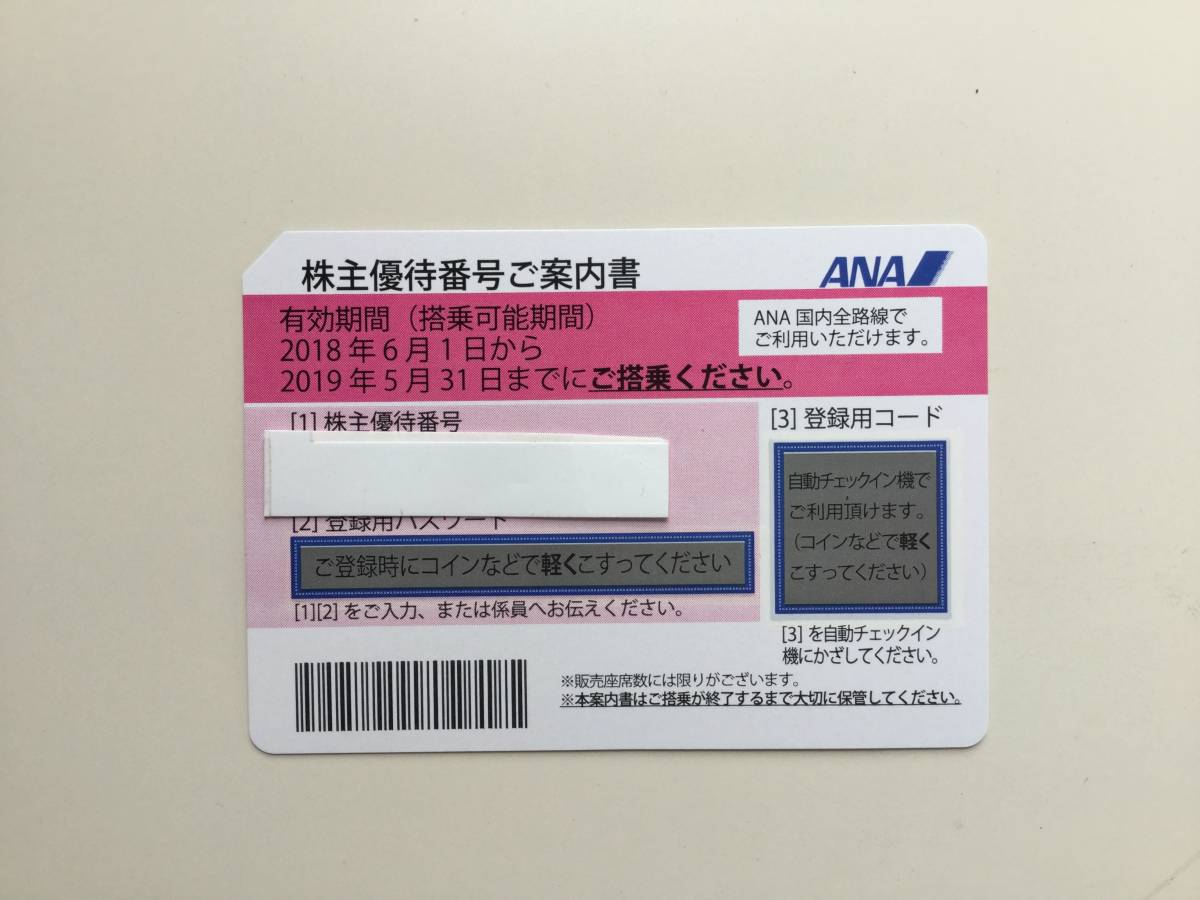 株主優待番号ご案内書
ANA
有効期間（搭乗可能期間）
2018年6月1日から
2019年5月31日までにご搭乗ください。
ANA 国内全路線で
ご利用いただけます。
[1] 株主優待番号
[2] 登録用パスワード
ご登録時にコインなどで軽くこすってください
[1][2] をご入力、または係員へお伝えください。
[3] 登録用コード
自動チェックイン機で
ご利用頂けます。
（コインなどで軽く
こすってください）
[3] を自動チェックイン
機にかざしてください。
※販売座席数には限りがございます。
※本案内書はご搭乗が終了するまで大切に保管してください。